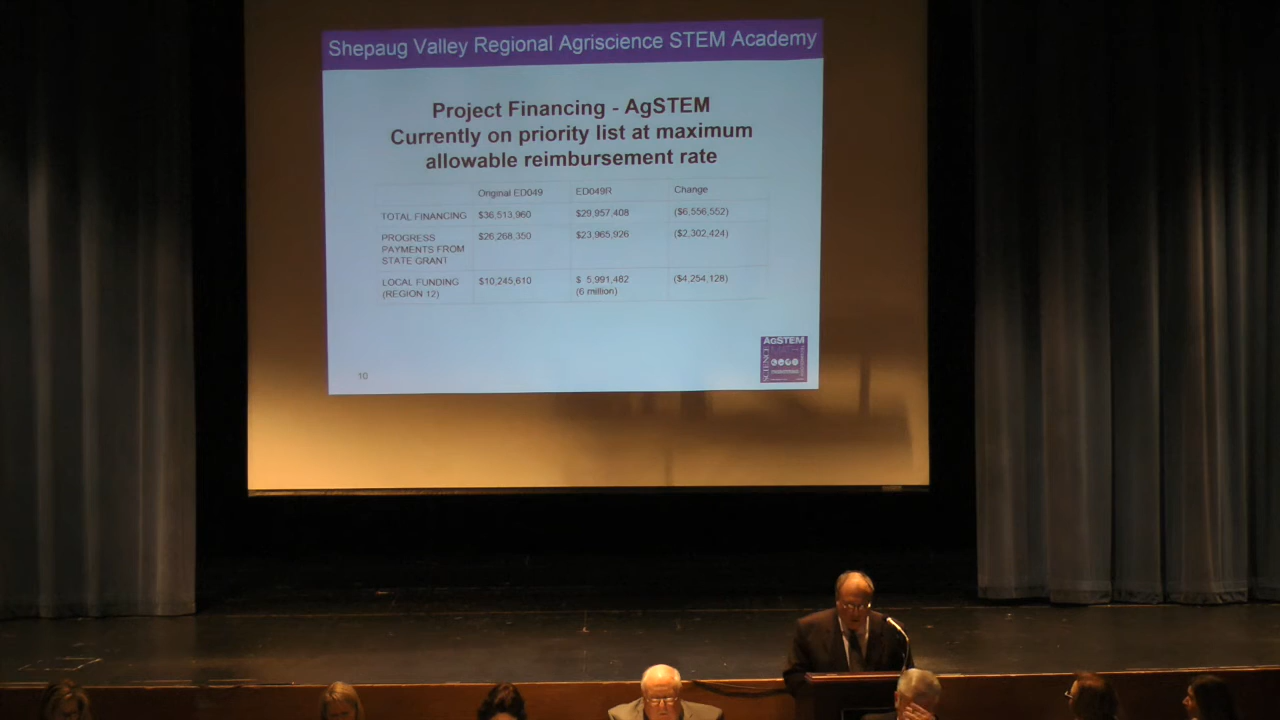 Shepaug Valley Regional Agriscience STEM Academy
Project Financing - AgSTEM
Currently on priority list at maximum
allowable reimbursement rate
Original ED049 ED049R Change
TOTAL FINANCING $36,513,960 $29,957,408 ($6,556,552)
PROGRESS $26,268,350 $23,965,926 ($2,302,424)
PAYMENTS FROM
STATE GRANT
LOCAL FUNDING $10,245,610 $ 5,991,482 ($4,254,128)
(REGION 12) (6 million)
AgSTEM
SCIENCE
10